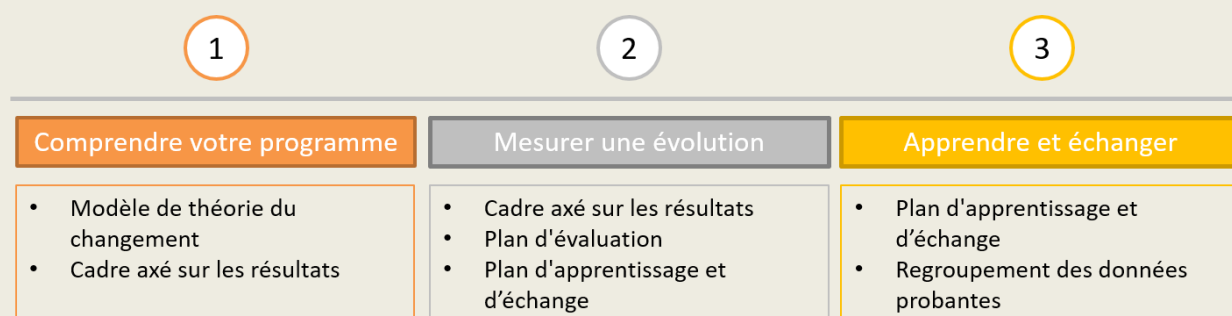 1
2
3
Comprendre votre programme
Mesurer une évolution
Apprendre et échanger
• Modèle de théorie du
changement
• Cadre axé sur les résultats
• Cadre axé sur les résultats
• Plan d'évaluation
• Plan d'apprentissage et
d’échange
• Plan d'apprentissage et
d’échange
• Regroupement des données
probantes